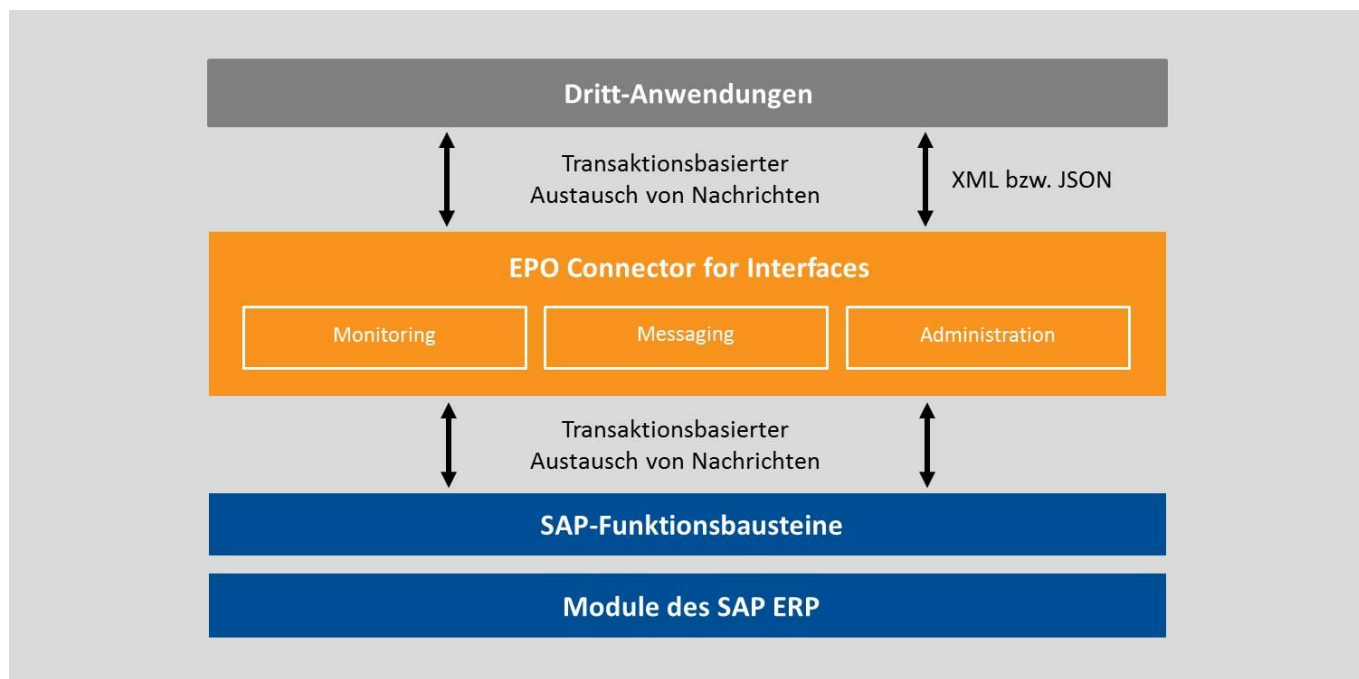 Dritt-Anwendungen
Transaktionsbasierter
Austausch von Nachrichten
XML bzw. JSON
EPO Connector for Interfaces
Monitoring
Messaging
Administration
Transaktionsbasierter
Austausch von Nachrichten
SAP-Funktionsbausteine
Module des SAP ERP